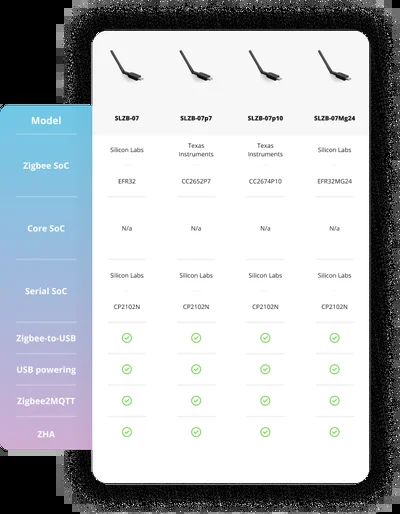 Model SLZB-07 SLZB-07p7 SLZB-07p10 SLZB-07Mg24
Zigbee SoC
Silicon Labs Texas Instruments Texas Instruments Silicon Labs
EFR32 CC2652P7 CC2674P10 EFR32MG24
Core SoC N/a N/a N/a N/a
Serial SoC
Silicon Labs Silicon Labs Silicon Labs Silicon Labs
CP2102N CP2102N CP2102N CP2102N
Zigbee-to-USB
USB powering
Zigbee2MQTT
ZHA